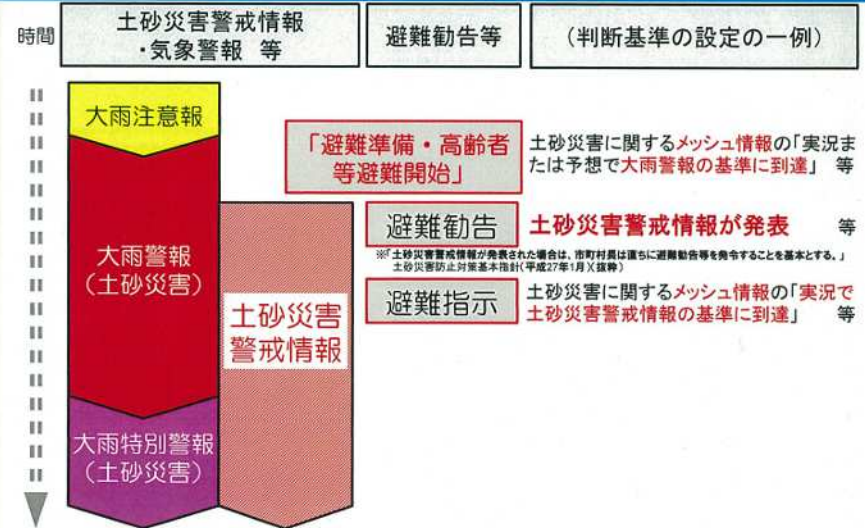 時間
土砂災害警戒情報
・気象警報 等
避難勧告等
(判断基準の設定の一例)
大雨注意報
「避難準備・高齢者
等避難開始」
土砂災害に関するメッシュ情報の「実況ま
たは予想で大雨警報の基準に到達」 等
避難勧告
土砂災害警戒情報が発表 等
※「土砂災害警戒情報が発表された場合は、市町村長は直ちに避難勧告等を発令することを基本とする。」
土砂災害防止対策基本指針(平成27年1月)(抜粋)
大雨警報
(土砂災害)
避難指示
土砂災害に関するメッシュ情報の「実況で
土砂災害警戒情報の基準に到達」 等
土砂災害
警戒情報
大雨特別警報
(土砂災害)